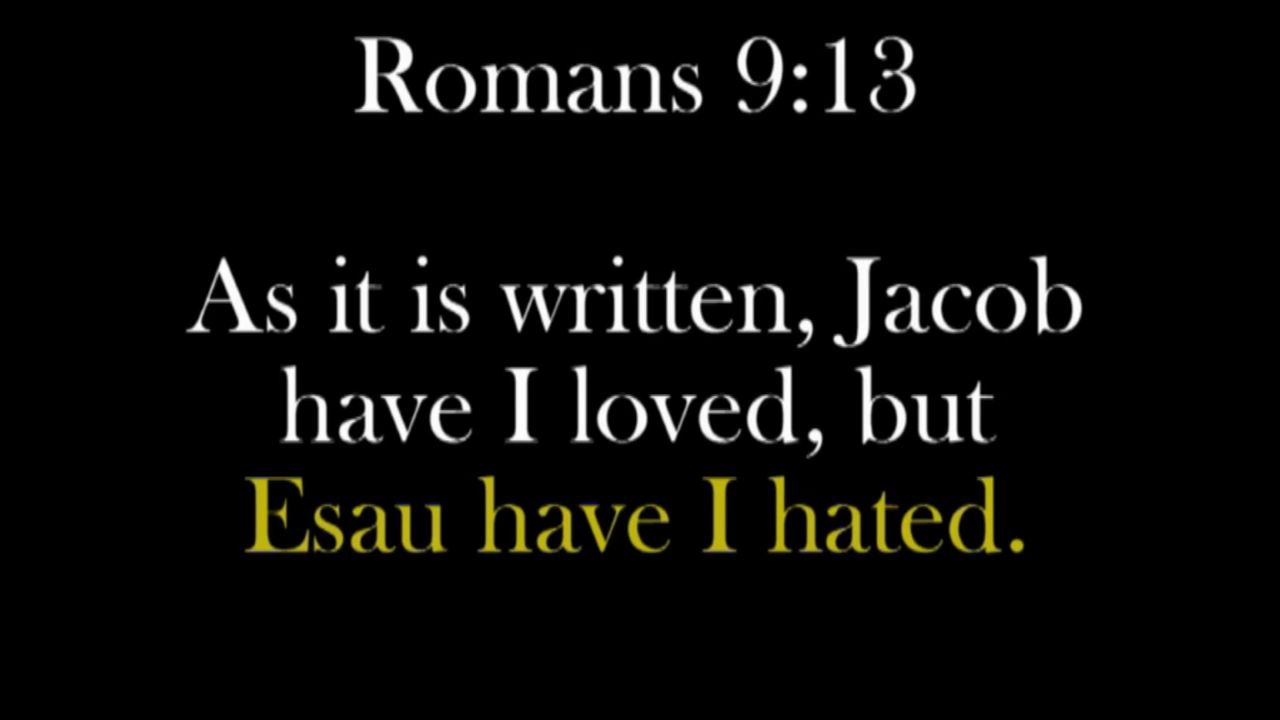 Romans 9:13
As it is written, Jacob
have I loved, but
Esau have I hated.